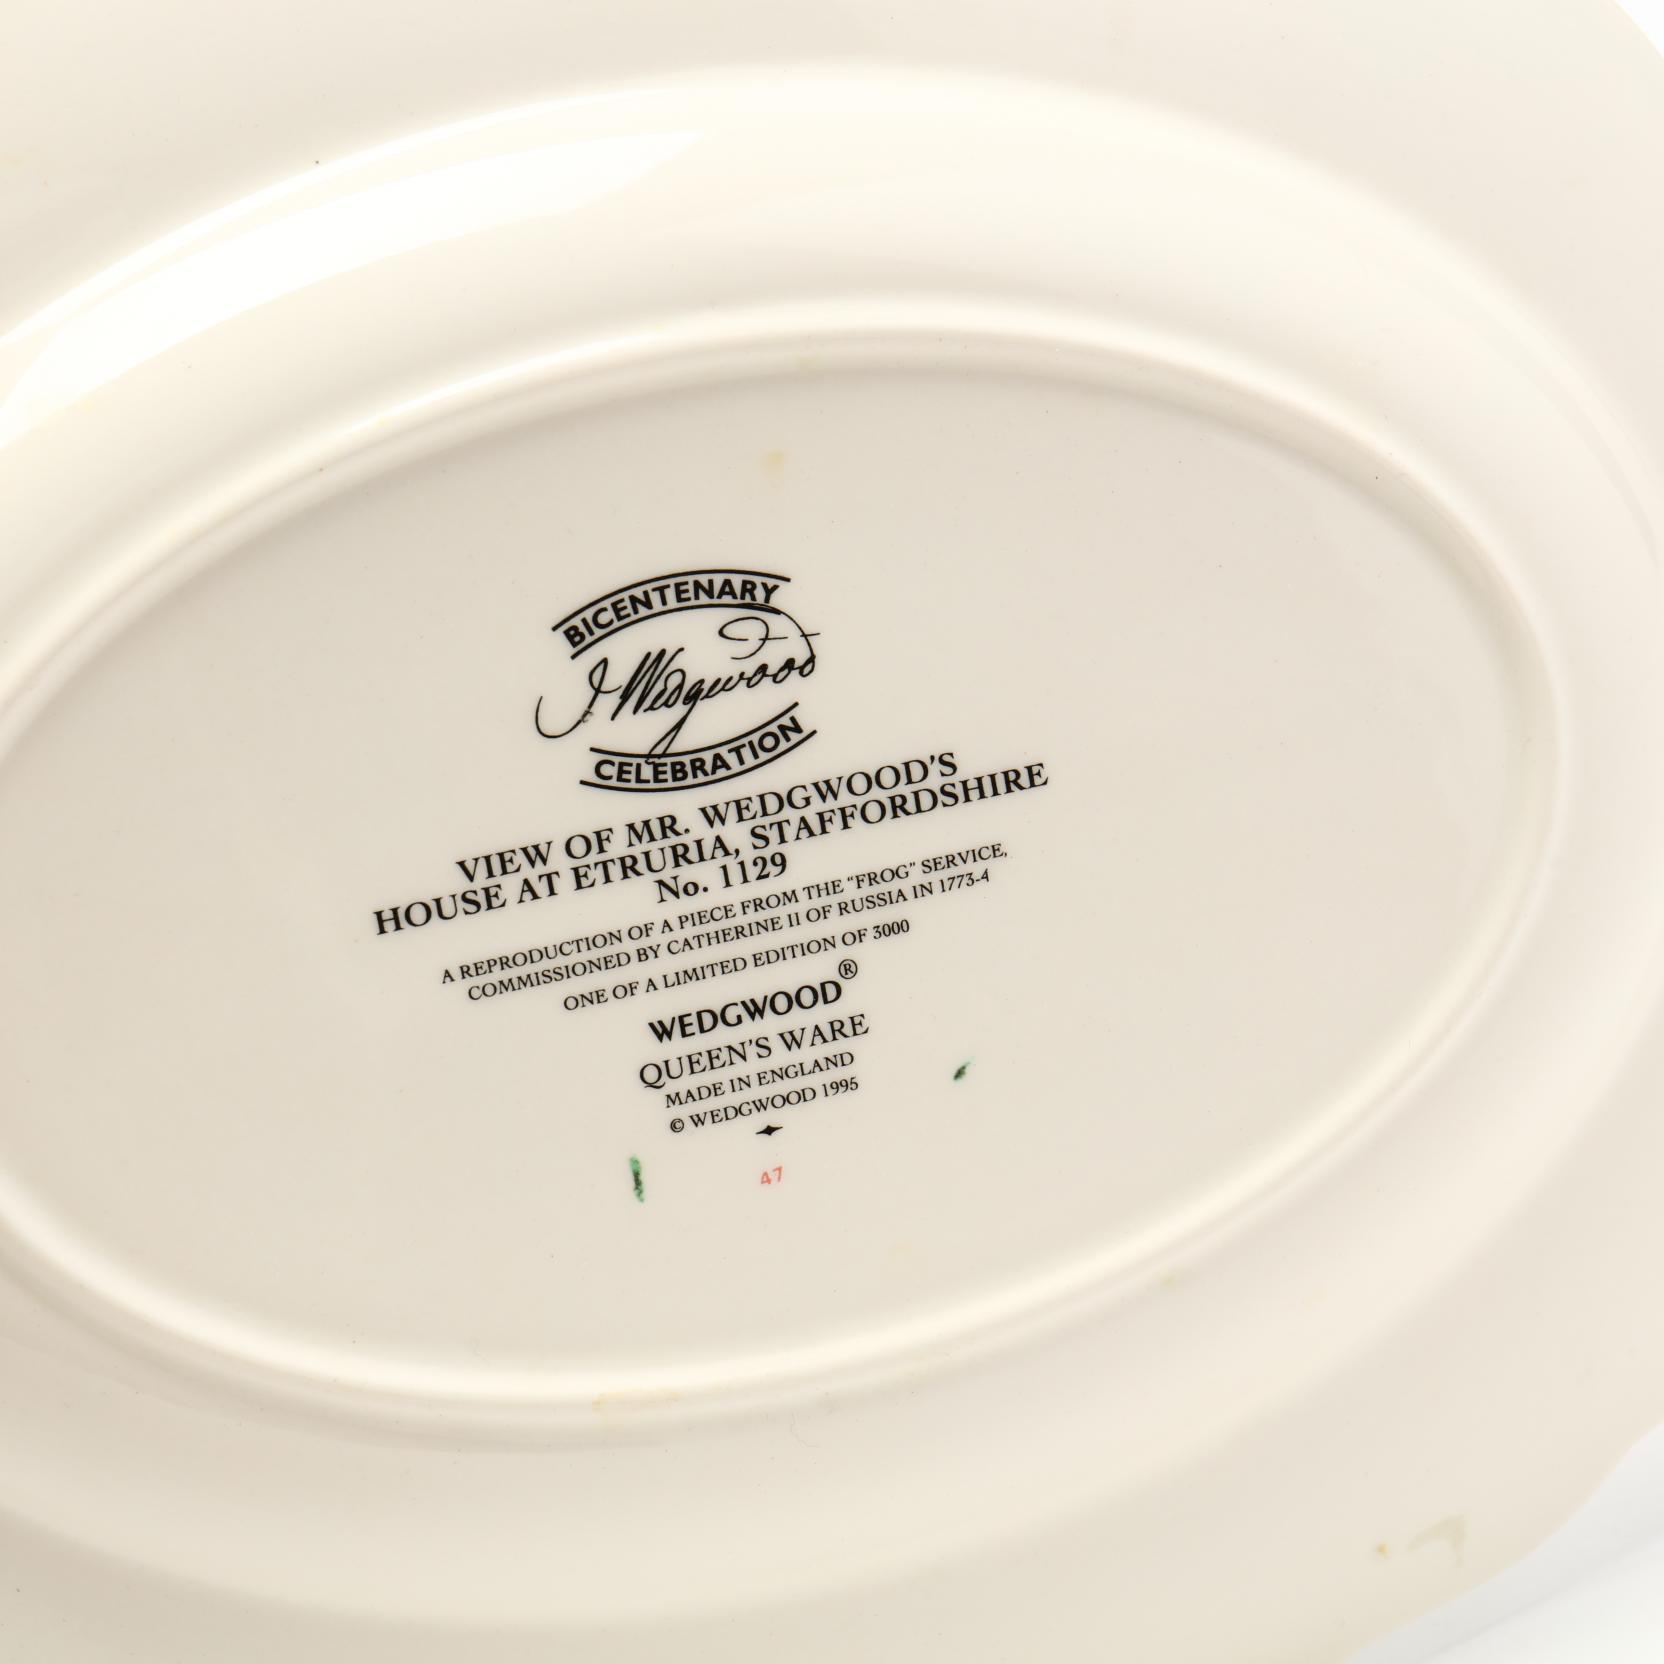 BICENTENARY
J Wedgwood
CELEBRATION
VIEW OF MR. WEDGWOOD'S
HOUSE AT ETRURIA, STAFFORDSHIRE
No. 1129
A REPRODUCTION OF A PIECE FROM THE “FROG” SERVICE,
COMMISSIONED BY CATHERINE II OF RUSSIA IN 1773-4
ONE OF A LIMITED EDITION OF 3000
WEDGWOOD®
QUEEN'S WARE
MADE IN ENGLAND
© WEDGWOOD 1995
47